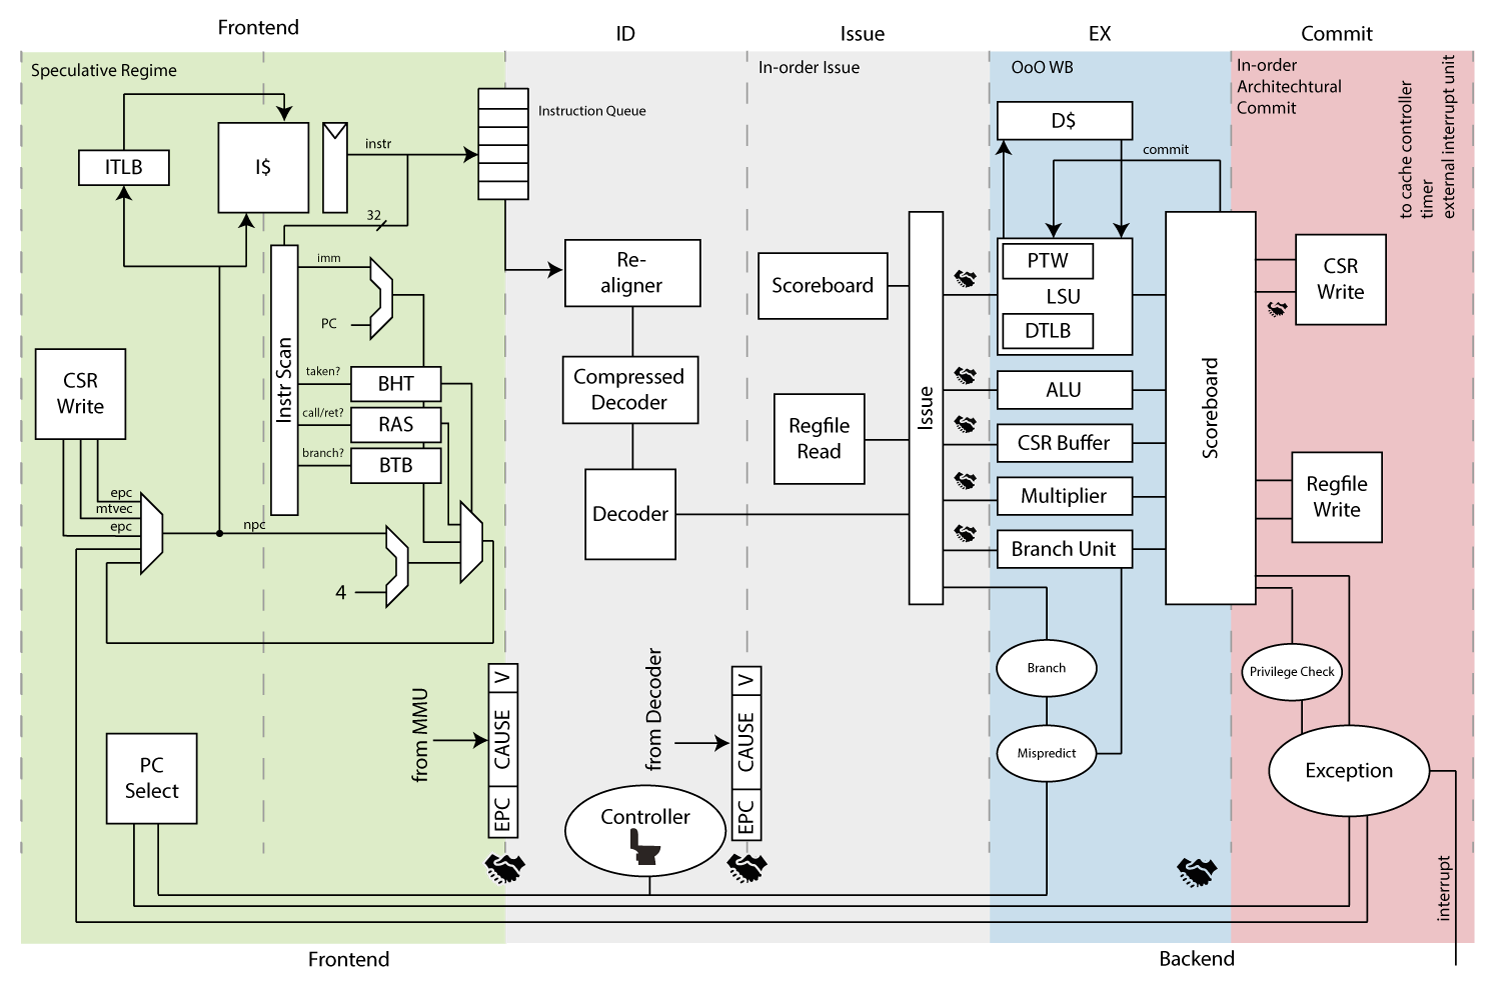 Frontend
ID
Issue
EX
Commit
Speculative Regime
In-order Issue
OoO WB
In-order
Architechtural
Commit
to cache controller
timer
external interrupt unit
Instruction Queue
ITLB
I$
instr
32
D$
commit
imm
PC
Instr Scan
taken?
BHT
call/ret?
RAS
branch?
BTB
CSR
Write
epc
mtvec
epc
npc
4
Re-
aligner
Compressed
Decoder
Decoder
Scoreboard
Regfile
Read
Issue
PTW
LSU
DTLB
ALU
CSR Buffer
Multiplier
Branch Unit
Scoreboard
CSR
Write
Regfile
Write
Branch
Mispredict
Privilege Check
Exception
interrupt
PC
Select
from MMU
V
CAUSE
EPC
from Decoder
V
CAUSE
EPC
Controller
Frontend
Backend